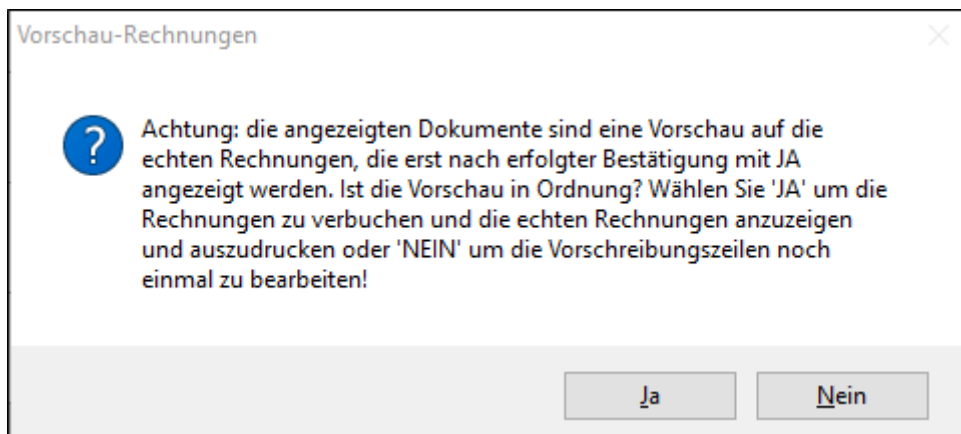 Vorschau-Rechnungen
Achtung: die angezeigten Dokumente sind eine Vorschau auf die
echten Rechnungen, die erst nach erfolgter Bestätigung mit JA
angezeigt werden. Ist die Vorschau in Ordnung? Wählen Sie 'JA' um die
Rechnungen zu verbuchen und die echten Rechnungen anzuzeigen
und auszudrucken oder 'NEIN' um die Vorschreibungszeilen noch
einmal zu bearbeiten!
Ja
Nein